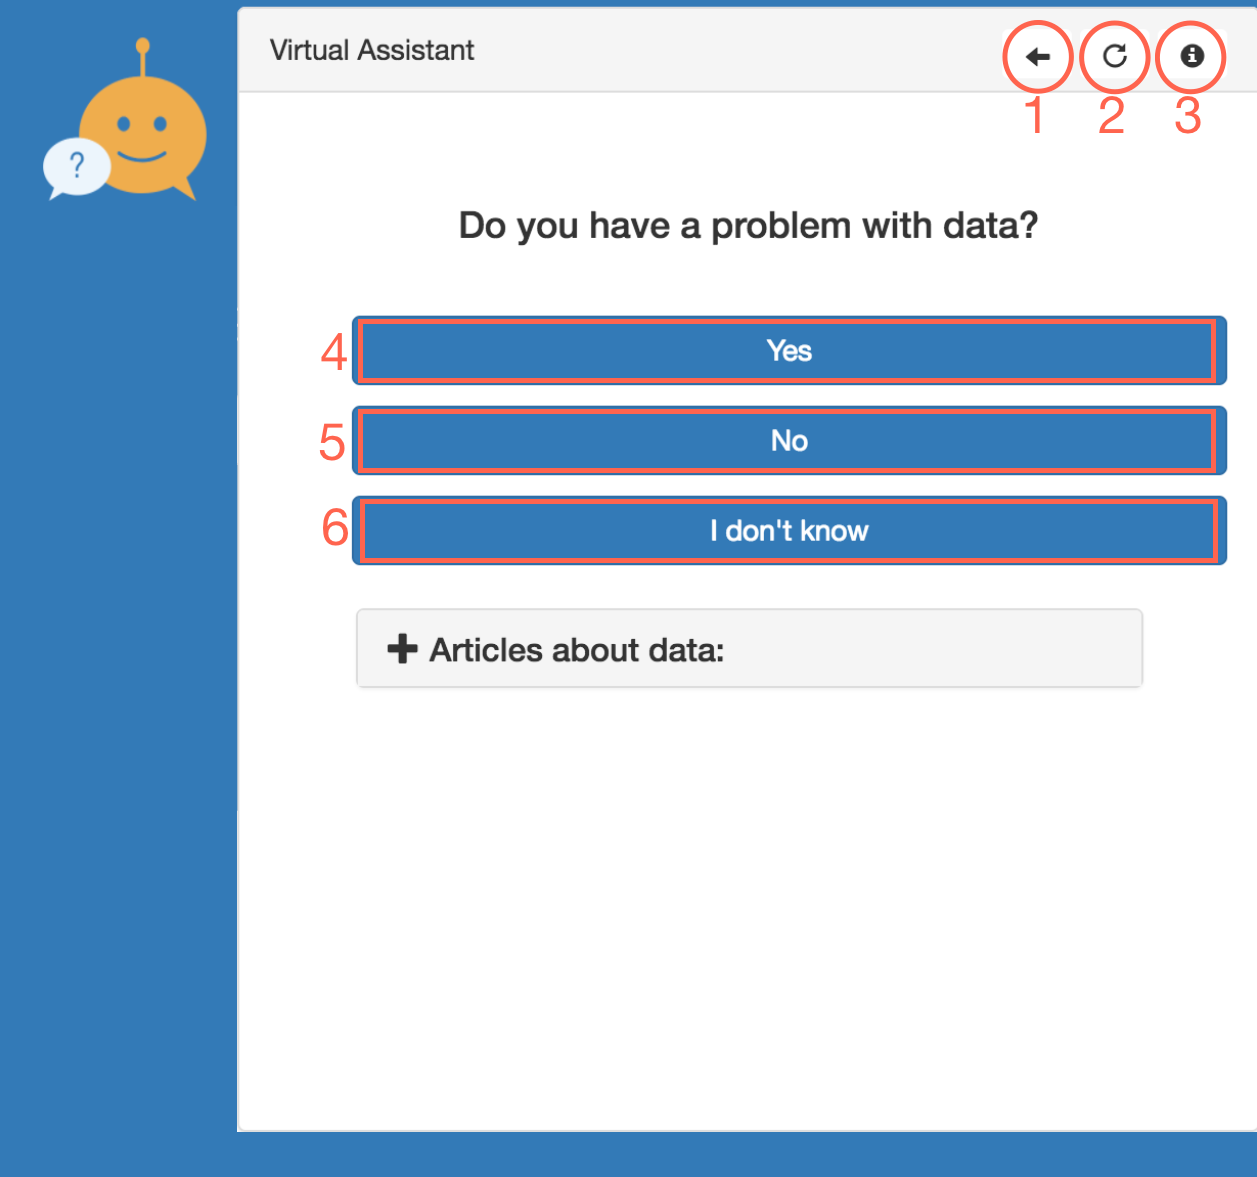 Virtual Assistant
1 2 3
?
Do you have a problem with data?
4 Yes
5 No
6 I don't know
Articles about data: